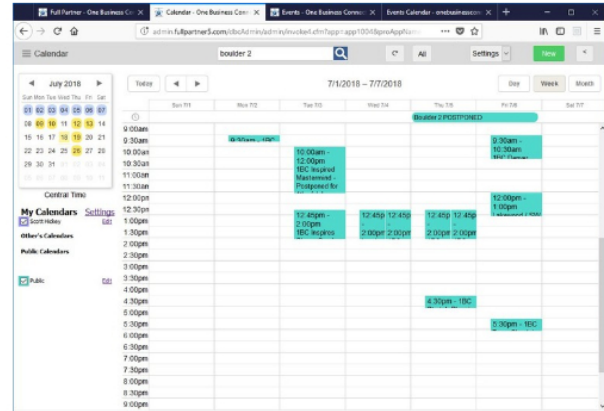 Full Partner - One Business Co
Calendar - One Business Conn
Events - One Business Connec
Events Calendar - onebusinesscon
admin.fullpartner5.com/dbcAdmin/admin/invoke4.cfm?app=app10048&preAppNam
Calendar
boulder 2
All
Settings
New
July 2018
Sun Mon Tue Wed Thu Fri Sat
01 02 03 04 05 06 07
08 09 10 11 12 13 14
15 16 17 18 19 20 21
22 23 24 25 26 27 28
29 30 31
Central Time
My Calendars Settings
Scott Hickey Edit
Other's Calendars
Public Calendars
Public Edit
Today
7/1/2018 – 7/7/2018
Day Week Month
Sun 7/1 Mon 7/2 Tue 7/3 Wed 7/4 Thu 7/5 Fri 7/6 Sat 7/7
Boulder 2 POSTPONED
9:00am
9:30am
10:00am
10:30am
11:00am
11:30am
12:00pm
12:30pm
1:00pm
1:30pm
2:00pm
2:30pm
3:00pm
3:30pm
4:00pm
4:30pm
5:00pm
5:30pm
6:00pm
6:30pm
7:00pm
7:30pm
8:00pm
8:30pm
9:00pm
9:30am - 1BC
10:00am -
12:00pm
1BC Inspired
Mastermind -
Postponed for
12:45pm -
2:00pm
1BC Inspires
12:45p 12:45p
- -
2:00pm 2:00pm
12:45p 12:45p
- -
2:00pm 2:00pm
4:30pm - 1BC
9:30am -
10:30am
1BC Denver
12:00pm -
1:00pm
5:30pm - 1BC